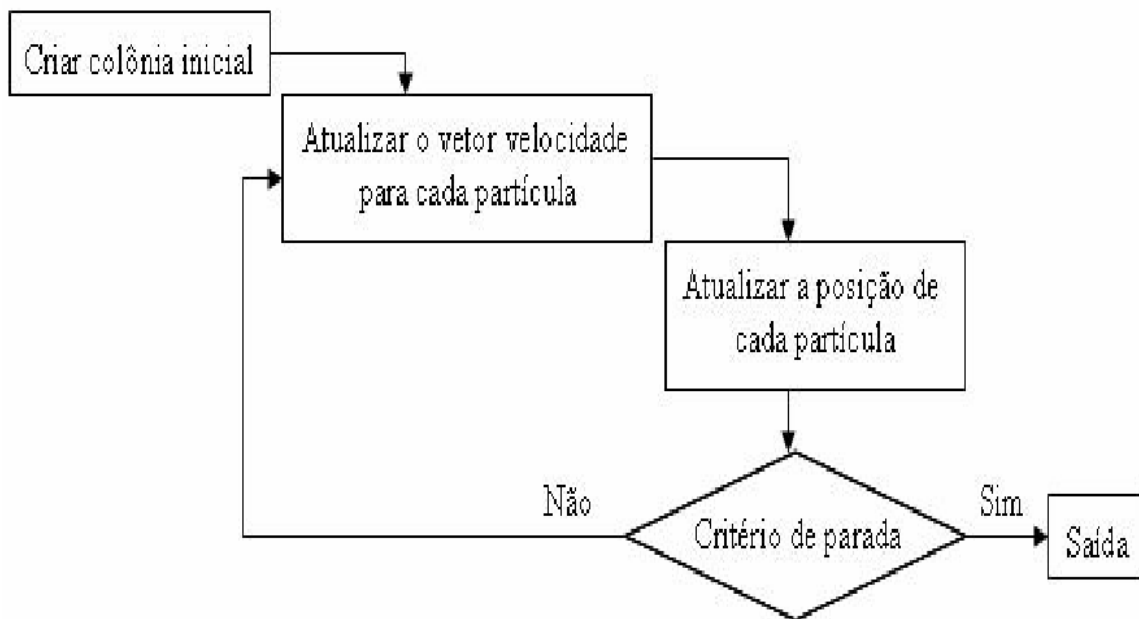 Criar colônia inicial
Atualizar o vetor velocidade
para cada partícula
Atualizar a posição de
cada partícula
Não
Critério de parada
Sim
Saída